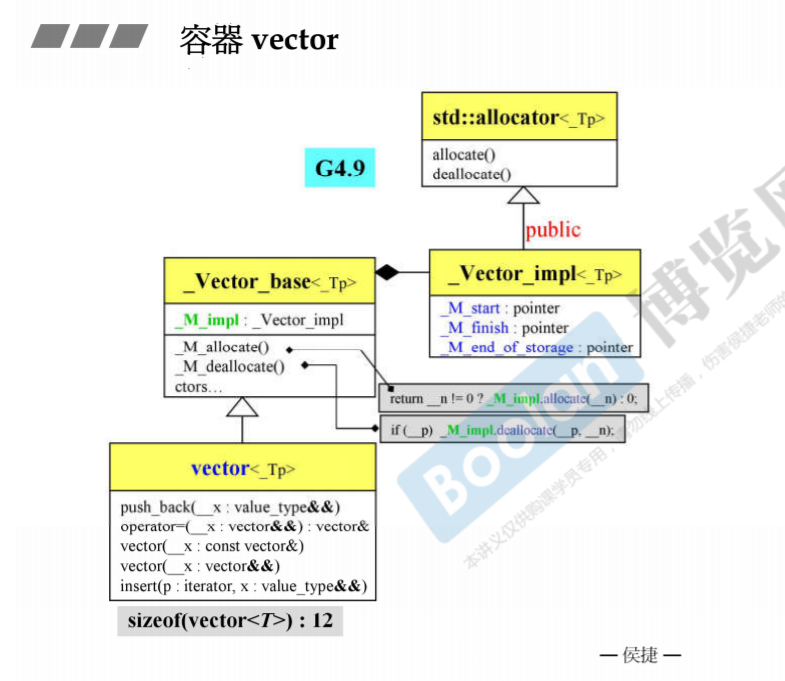 容器 vector
std::allocator<_Tp>
allocate()
deallocate()
G4.9
public
_Vector_base<_Tp>
_M_impl : _Vector_impl
_M_allocate()
_M_deallocate()
ctors...
_Vector_impl<_Tp>
_M_start : pointer
_M_finish : pointer
_M_end_of_storage : pointer
return __n != 0 ? _M_impl.allocate(__n) : 0;
if (__p) _M_impl.deallocate(__p, __n);
vector<_Tp>
push_back(__x : value_type&&)
operator=(__x : vector&&) : vector&
vector(__x : const vector&)
vector(__x : vector&&)
insert(p : iterator, x : value_type&&)
sizeof(vector<T>) : 12
— 侯捷 —
Boolan 博览
本讲义仅供购课学员专用，请勿线上传播，伤害侯捷老师的